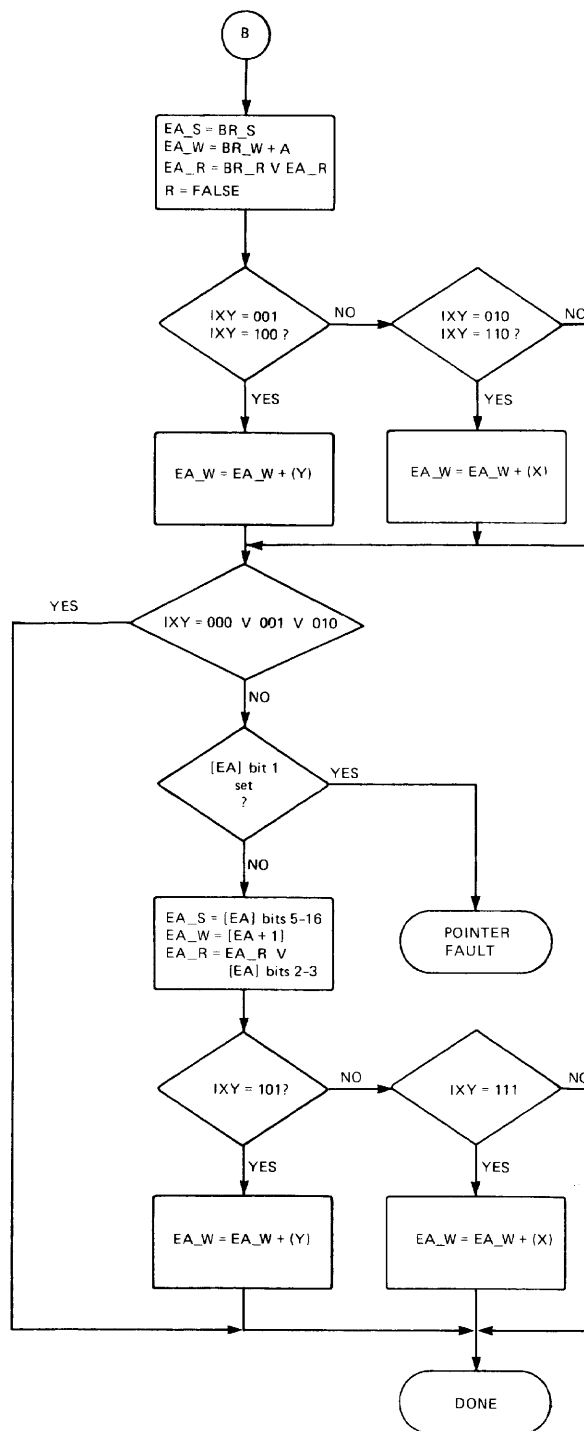 B
EA_S = BR_S
EA_W = BR_W + A
EA_R = BR_R V EA_R
R = FALSE
IXY = 001
IXY = 100 ?
NO
IXY = 010
IXY = 110 ?
NO
YES
YES
EA_W = EA_W + (Y)
EA_W = EA_W + (X)
YES
IXY = 000 V 001 V 010
NO
[EA] bit 1
set
?
YES
NO
EA_S = [EA] bits 5-16
EA_W = [EA + 1]
EA_R = EA_R V
[EA] bits 2-3
POINTER
FAULT
IXY = 101?
NO
IXY = 111
NO
YES
YES
EA_W = EA_W + (Y)
EA_W = EA_W + (X)
DONE